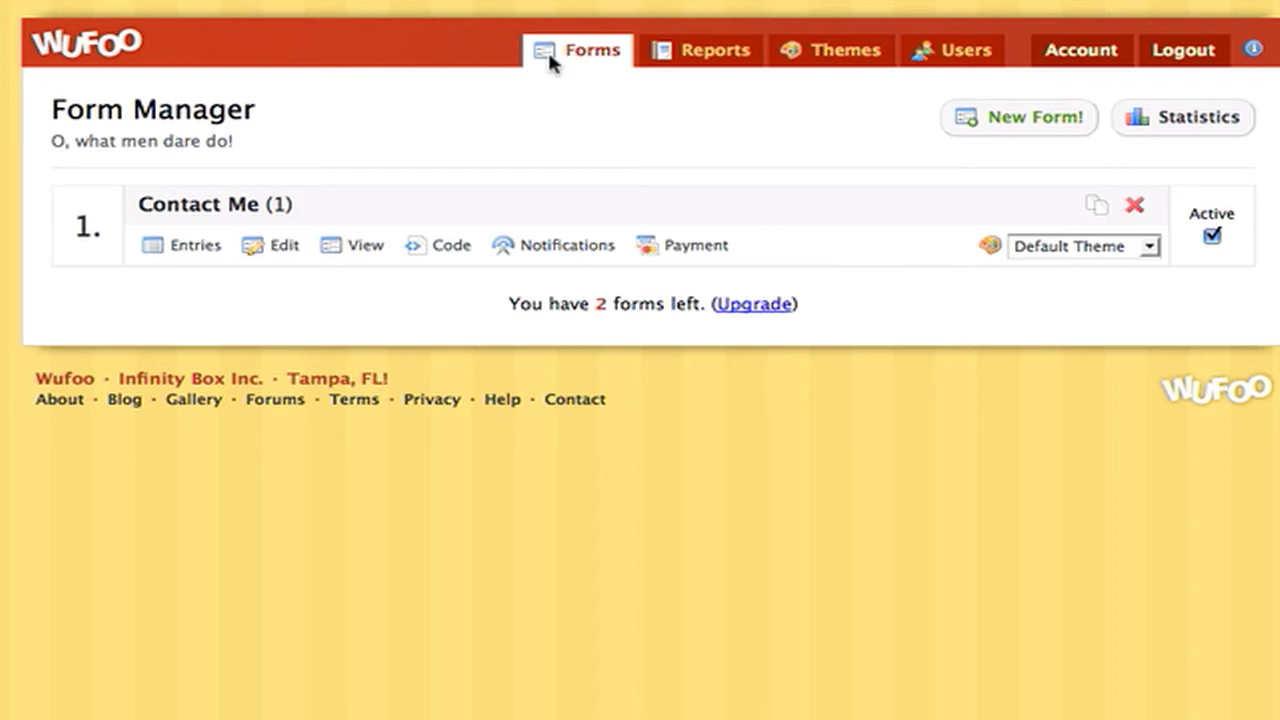 WUFOO
Forms Reports Themes Users Account Logout
Form Manager
O, what men dare do!
New Form! Statistics
1.
Contact Me (1)
Active
Entries Edit View Code Notifications Payment Default Theme
You have 2 forms left. (Upgrade)
Wufoo · Infinity Box Inc. · Tampa, FL!
About · Blog · Gallery · Forums · Terms · Privacy · Help · Contact
WUFOO